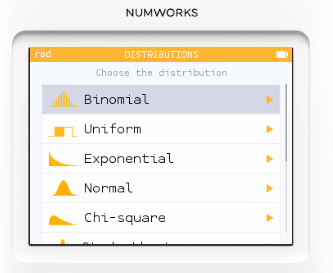 NUMWORKS
rad DISTRIBUTIONS
Choose the distribution
Binomial
Uniform
Exponential
Normal
Chi-square